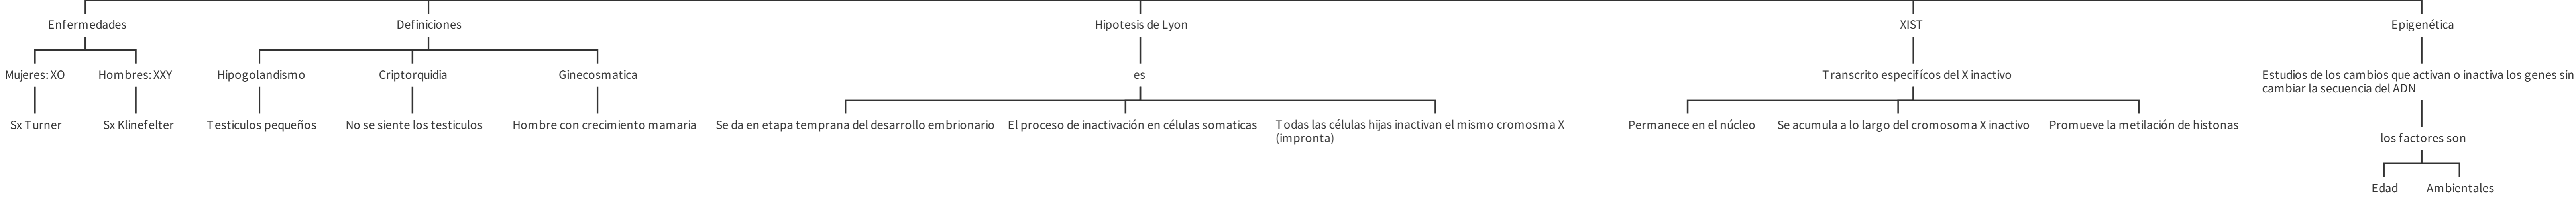 Enfermedades
Definiciones
Hipotesis de Lyon
XIST
Epigenética
Mujeres: XO
Hombres: XXY
Hipogolandismo
Criptorquidia
Ginecosmatica
es
Transcrito especifícos del X inactivo
Estudios de los cambios que activan o inactiva los genes sin
cambiar la secuencia del ADN
Sx Turner
Sx Klinefelter
Testiculos pequeños
No se siente los testiculos
Hombre con crecimiento mamaria
Se da en etapa temprana del desarrollo embrionario
El proceso de inactivación en células somaticas
Todas las células hijas inactivan el mismo cromosma X
(impronta)
Permanece en el núcleo
Se acumula a lo largo del cromosoma X inactivo
Promueve la metilación de histonas
los factores son
Edad
Ambientales